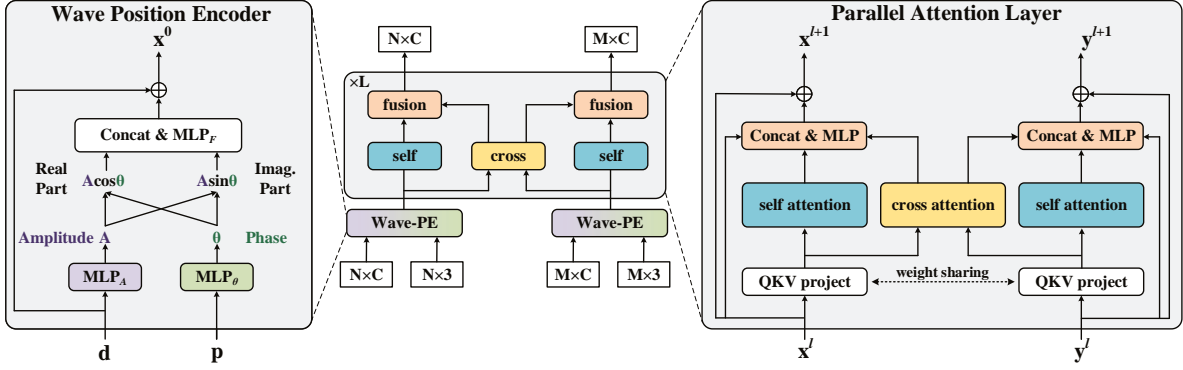 Wave Position Encoder
x⁰
Concat & MLP_F
Real Part
Acosθ
Asinθ
Imag. Part
Amplitude A
θ Phase
MLP_A
MLP_θ
d
p
N×C
M×C
×L
fusion
fusion
self
cross
self
Wave-PE
Wave-PE
N×C
N×3
M×C
M×3
Parallel Attention Layer
x^{l+1}
y^{l+1}
Concat & MLP
Concat & MLP
self attention
cross attention
self attention
weight sharing
QKV project
QKV project
x^l
y^l